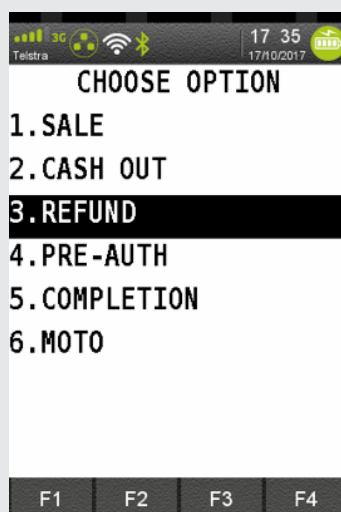 3G 17 35
Telstra 17/10/2017
CHOOSE OPTION
1.SALE
2.CASH OUT
3.REFUND
4.PRE-AUTH
5.COMPLETION
6.MOTO
F1 F2 F3 F4